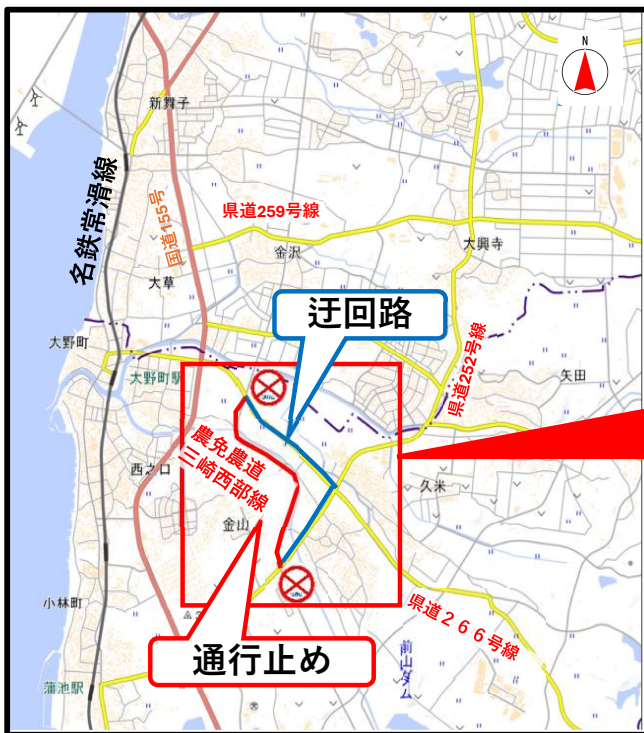 N
新舞子
名鉄常滑線
国道155号
県道259号線
金沢
大興寺
大草
迂回路
大野町
大野町駅
県道252号線
矢田
農免農道
三崎西部線
西之口
久米
金山
小林町
県道266号線
通行止め
前山ダム
蒲池駅